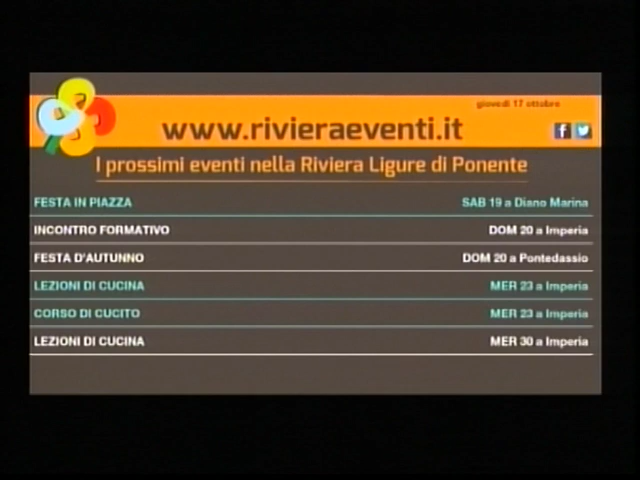 giovedì 17 ottobre
www.rivieraeventi.it
I prossimi eventi nella Riviera Ligure di Ponente
FESTA IN PIAZZA SAB 19 a Diano Marina
INCONTRO FORMATIVO DOM 20 a Imperia
FESTA D'AUTUNNO DOM 20 a Pontedassio
LEZIONI DI CUCINA MER 23 a Imperia
CORSO DI CUCITO MER 23 a Imperia
LEZIONI DI CUCINA MER 30 a Imperia